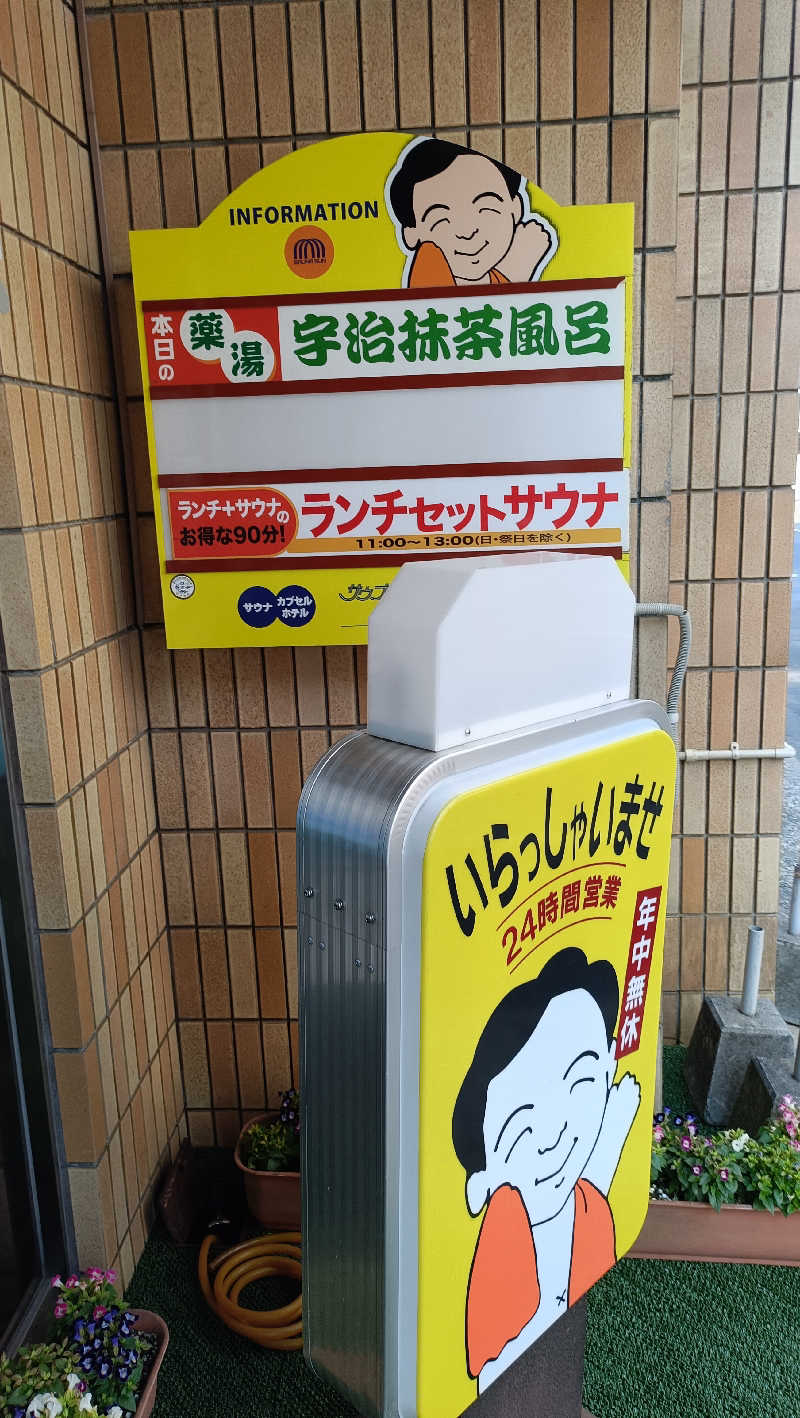 INFORMATION
SAUNA SUN
本日の
薬湯
宇治抹茶風呂
ランチ+サウナの
お得な90分!
ランチセットサウナ
11:00〜13:00(日・祭日を除く)
サウナ
カプセル
ホテル
いらっしゃいませ
24時間営業
年中無休